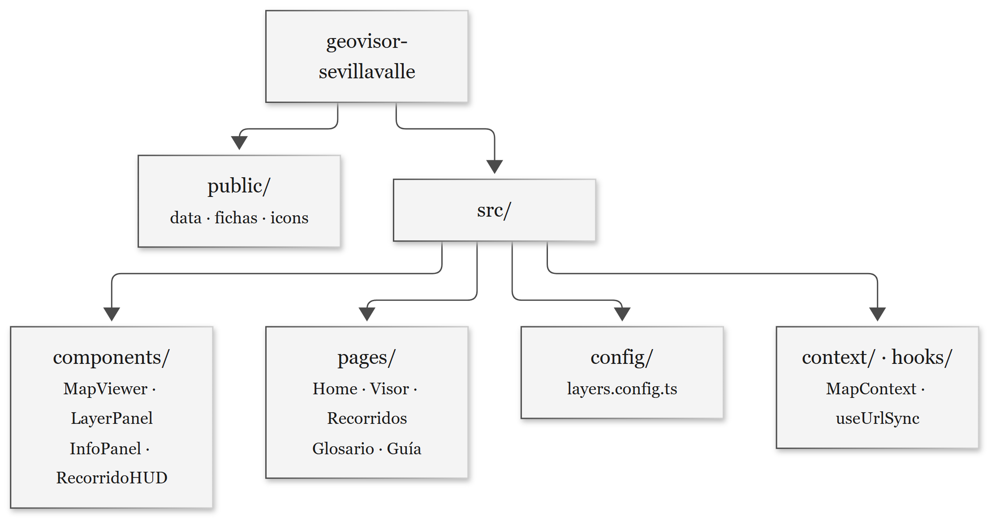 geovisor-
sevillavalle
public/
data · fichas · icons
src/
components/
MapViewer ·
LayerPanel
InfoPanel ·
RecorridoHUD
pages/
Home · Visor ·
Recorridos
Glosario · Guía
config/
layers.config.ts
context/ · hooks/
MapContext ·
useUrlSync